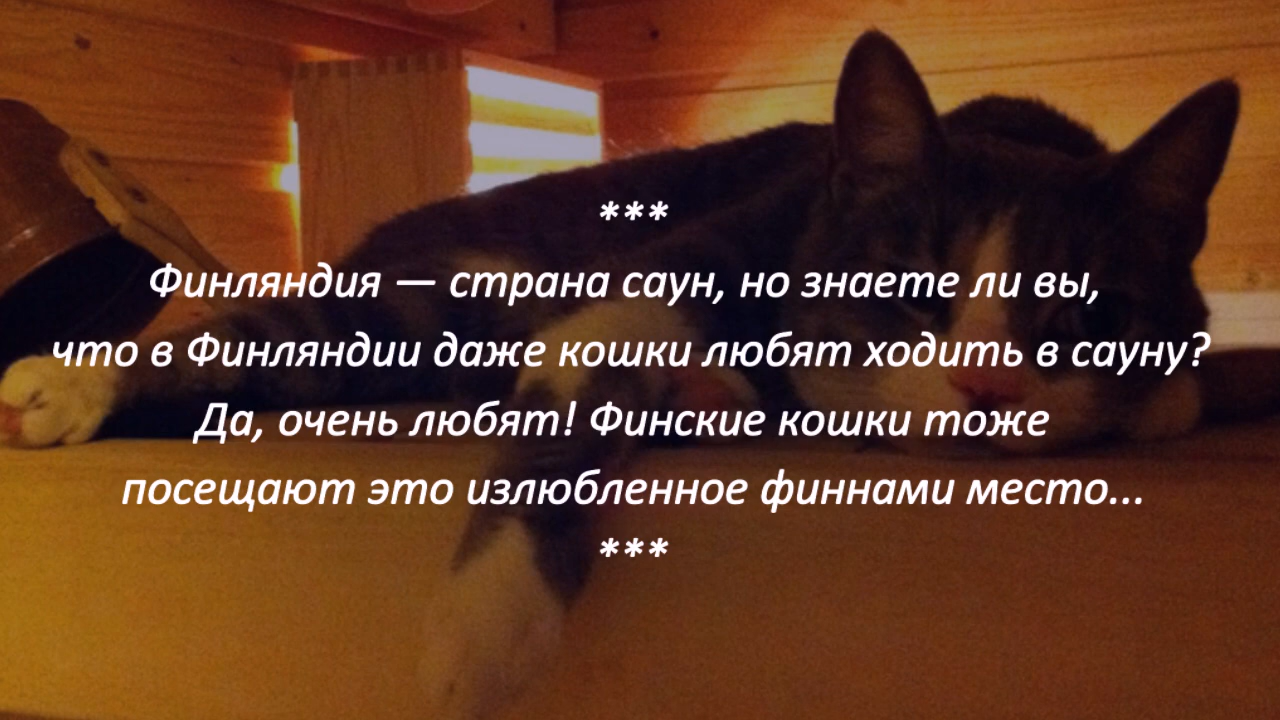 ***
Финляндия — страна саун, но знаете ли вы,
что в Финляндии даже кошки любят ходить в сауну?
Да, очень любят! Финские кошки тоже
посещают это излюбленное финнами место...
***